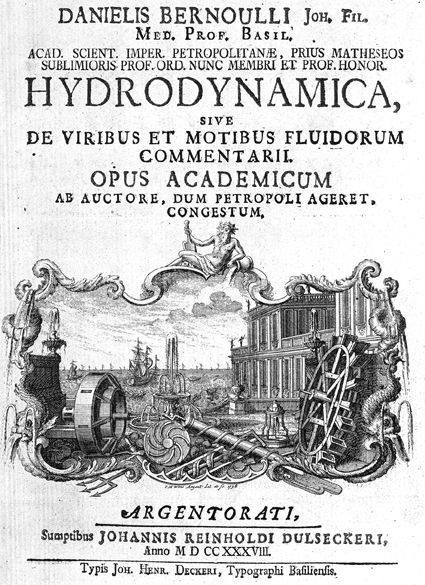 DANIELIS BERNOULLI JOH. FIL.
MED. PROF. BASIL.
ACAD. SCIENT. IMPER. PETROPOLITANÆ, PRIUS MATHESEOS
SUBLIMIORIS PROF. ORD. NUNC MEMBRI ET PROF. HONOR.
HYDRODYNAMICA,
SIVE
DE VIRIBUS ET MOTIBUS FLUIDORUM
COMMENTARII.
OPUS ACADEMICUM
AB AUCTORE, DUM PETROPOLI AGERET,
CONGESTUM.
ARGENTORATI,
Sumptibus JOHANNIS REINHOLDI DULSECKERI,
Anno M D CC XXXVIII.
Typis JOH. HENR. DECKERI, Typographi Basiliensis.